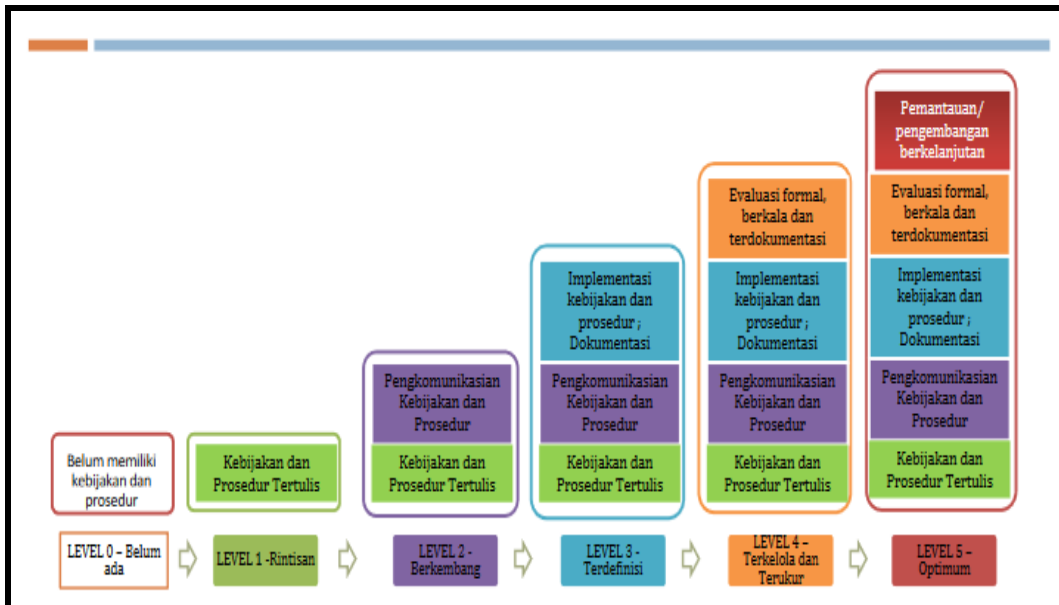 Belum memiliki
kebijakan dan
prosedur
Kebijakan dan
Prosedur Tertulis
Pengkomunikasian
Kebijakan dan
Prosedur
Kebijakan dan
Prosedur Tertulis
Implementasi
kebijakan dan
prosedur ;
Dokumentasi
Pengkomunikasian
Kebijakan dan
Prosedur
Kebijakan dan
Prosedur Tertulis
Evaluasi formal,
berkala dan
terdokumentasi
Implementasi
kebijakan dan
prosedur ;
Dokumentasi
Pengkomunikasian
Kebijakan dan
Prosedur
Kebijakan dan
Prosedur Tertulis
Pemantauan/
pengembangan
berkelanjutan
Evaluasi formal,
berkala dan
terdokumentasi
Implementasi
kebijakan dan
prosedur ;
Dokumentasi
Pengkomunikasian
Kebijakan dan
Prosedur
Kebijakan dan
Prosedur Tertulis
LEVEL 0 – Belum
ada
LEVEL 1 -Rintisan
LEVEL 2 -
Berkembang
LEVEL 3 -
Terdefinisi
LEVEL 4 –
Terkelola dan
Terukur
LEVEL 5 –
Optimum